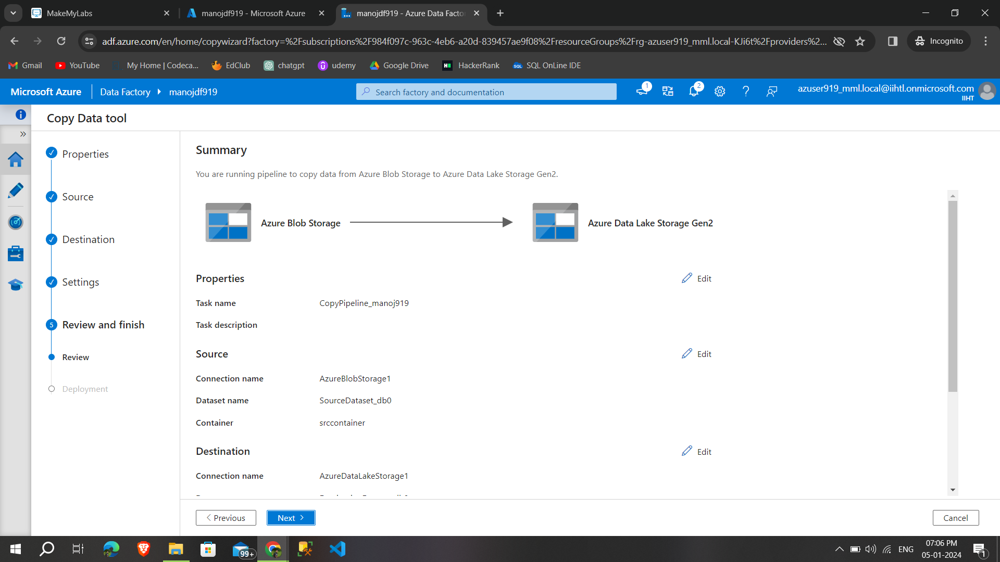 MakeMyLabs
manojdf919 - Microsoft Azure
manojdf919 - Azure Data Facto
adf.azure.com/en/home/copywizard?factory=%2Fsubscriptions%2F984f097c-963c-4eb6-a20d-839457ae9f08%2FresourceGroups%2Frg-azuser919_mml.local-KJi6t%2Fproviders%2...
Incognito
Gmail
YouTube
My Home | Codeca...
EdClub
chatgpt
udemy
Google Drive
HackerRank
SQL OnLine IDE
Microsoft Azure
Data Factory
manojdf919
Search factory and documentation
1
2
azuser919_mml.local@iihtl.onmicrosoft.com
IIHT
Copy Data tool
Properties
Source
Destination
Settings
5 Review and finish
Review
Deployment
Summary
You are running pipeline to copy data from Azure Blob Storage to Azure Data Lake Storage Gen2.
Azure Blob Storage
Azure Data Lake Storage Gen2
Properties
Edit
Task name CopyPipeline_manoj919
Task description
Source
Edit
Connection name AzureBlobStorage1
Dataset name SourceDataset_db0
Container srccontainer
Destination
Edit
Connection name AzureDataLakeStorage1
Previous
Next
Cancel
99+
ENG
07:06 PM
05-01-2024
1